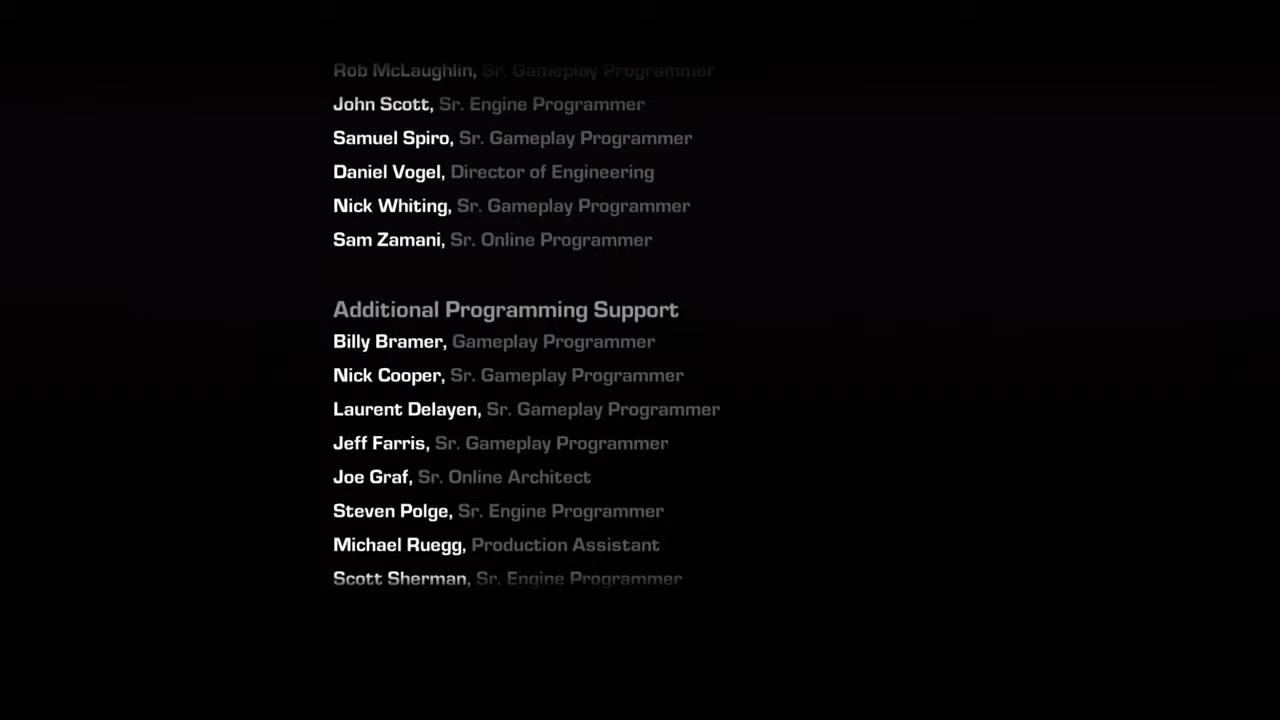 Rob McLaughlin, Sr. Gameplay Programmer
John Scott, Sr. Engine Programmer
Samuel Spiro, Sr. Gameplay Programmer
Daniel Vogel, Director of Engineering
Nick Whiting, Sr. Gameplay Programmer
Sam Zamani, Sr. Online Programmer
Additional Programming Support
Billy Bramer, Gameplay Programmer
Nick Cooper, Sr. Gameplay Programmer
Laurent Delayen, Sr. Gameplay Programmer
Jeff Farris, Sr. Gameplay Programmer
Joe Graf, Sr. Online Architect
Steven Polge, Sr. Engine Programmer
Michael Ruegg, Production Assistant
Scott Sherman, Sr. Engine Programmer